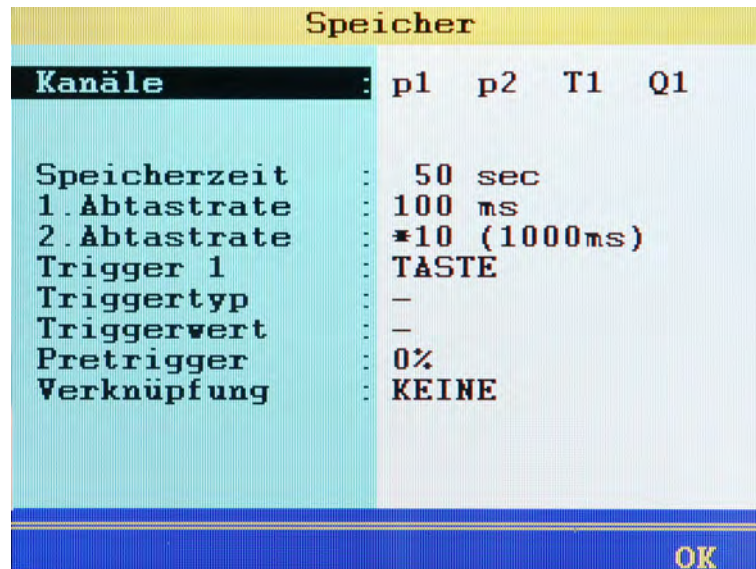 Speicher
Kanäle : p1 p2 T1 Q1
Speicherzeit : 50 sec
1.Abtastrate : 100 ms
2.Abtastrate : *10 (1000ms)
Trigger 1 : TASTE
Triggertyp : –
Triggerwert : –
Pretrigger : 0%
Verknüpfung : KEINE
OK